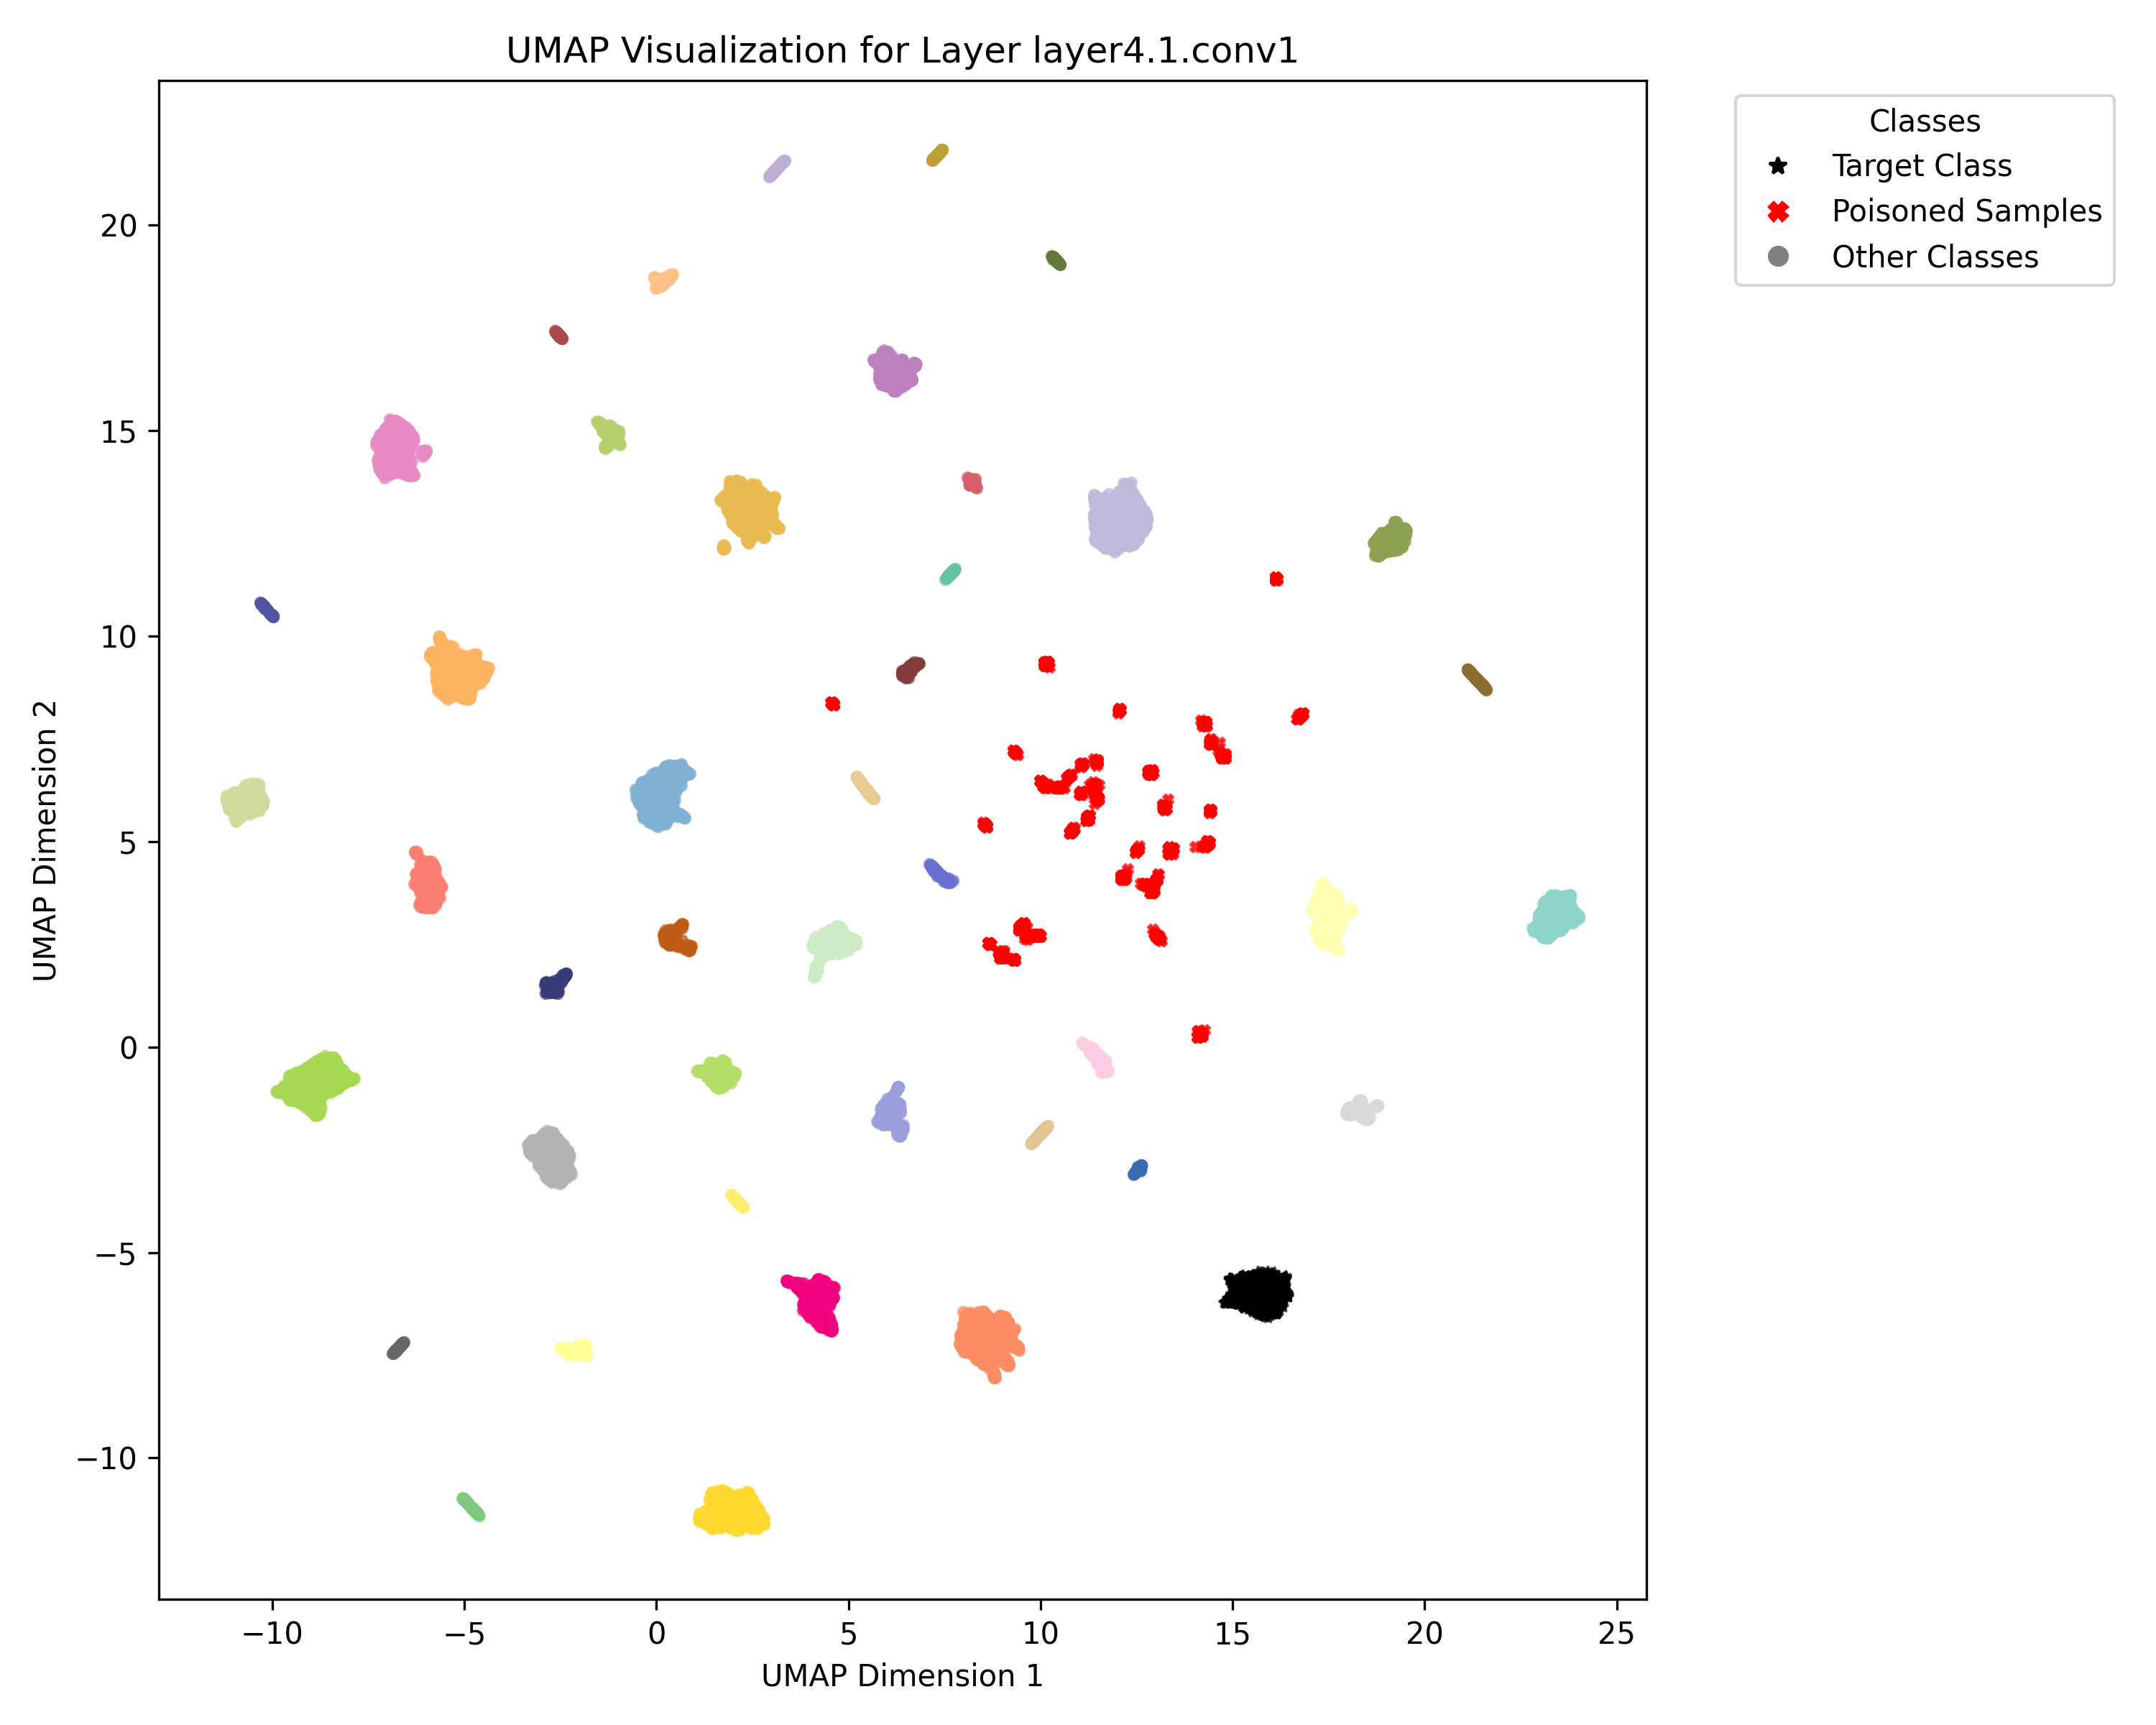 UMAP Visualization for Layer layer4.1.conv1
Classes
Target Class
Poisoned Samples
Other Classes
UMAP Dimension 2
20
15
10
5
0
−5
−10
−10
−5
0
5
10
15
20
25
UMAP Dimension 1